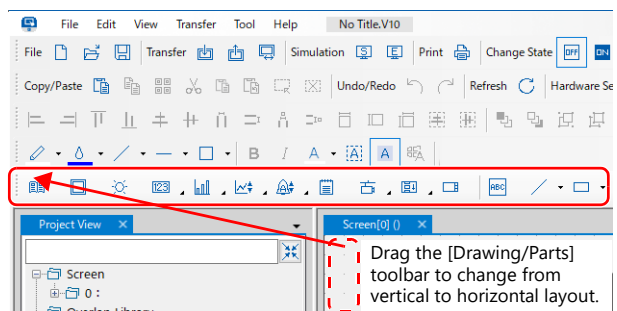 File Edit View Transfer Tool Help No Title.V10
File Transfer Simulation S E Print Change State OFF ON
Copy/Paste Undo/Redo Refresh Hardware Se
B I A A A
123 ABC
Project View × Screen[0] () ×
Screen
0 :
Overlap Library
Drag the [Drawing/Parts]
toolbar to change from
vertical to horizontal layout.